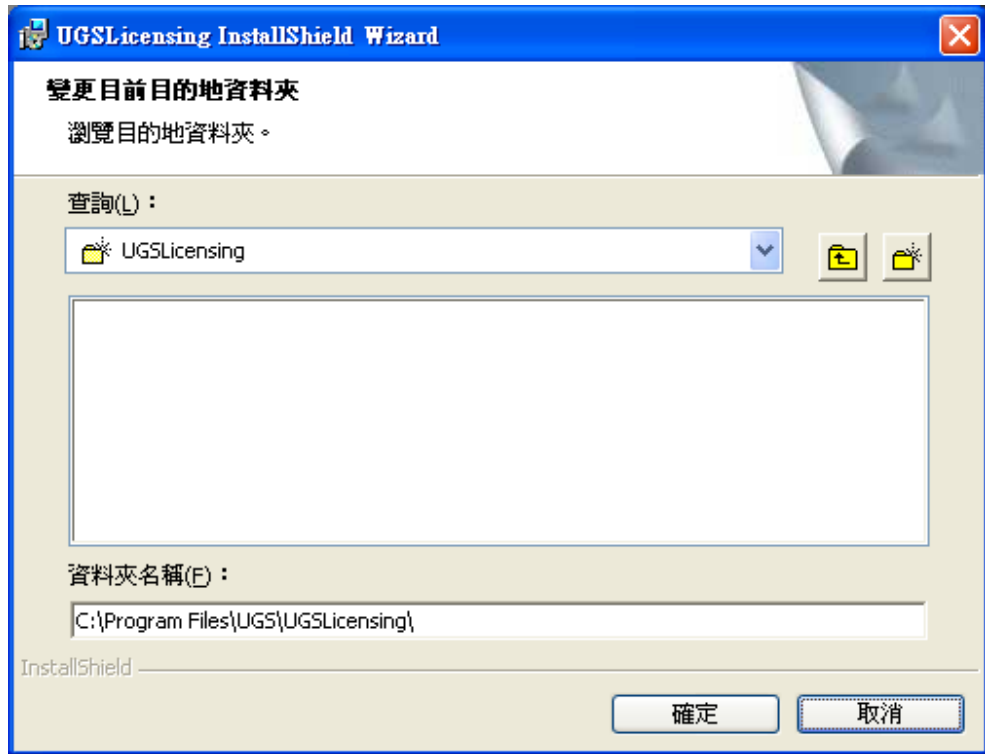 UGSLicensing InstallShield Wizard
變更目前目的地資料夾
瀏覽目的地資料夾。
查詢(L)：
UGSLicensing
資料夾名稱(F)：
C:\Program Files\UGS\UGSLicensing\
InstallShield
確定
取消